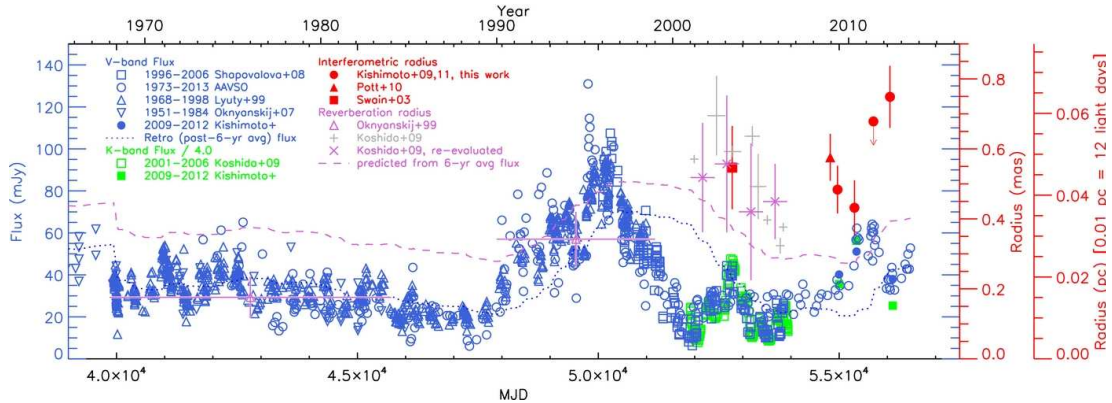 Year
1970 1980 1990 2000 2010
V-band Flux
1996-2006 Shapovalova+08
1973-2013 AAVSO
1968-1998 Lyuty+99
1951-1984 Oknyanskij+07
2009-2012 Kishimoto+
Retro (post-6-yr avg) flux
K-band Flux / 4.0
2001-2006 Koshida+09
2009-2012 Kishimoto+
Interferometric radius
Kishimoto+09,11, this work
Pott+10
Swain+03
Reverberation radius
Oknyanskij+99
Koshida+09
Koshida+09, re-evaluated
predicted from 6-yr avg flux
Flux (mJy)
140
120
100
80
60
40
20
0
0.8
0.6
0.4
0.2
0.0
Radius (mas)
0.06
0.04
0.02
0.00
Radius (pc) [0.01 pc = 12 light days]
4.0×10⁴ 4.5×10⁴ 5.0×10⁴ 5.5×10⁴
MJD